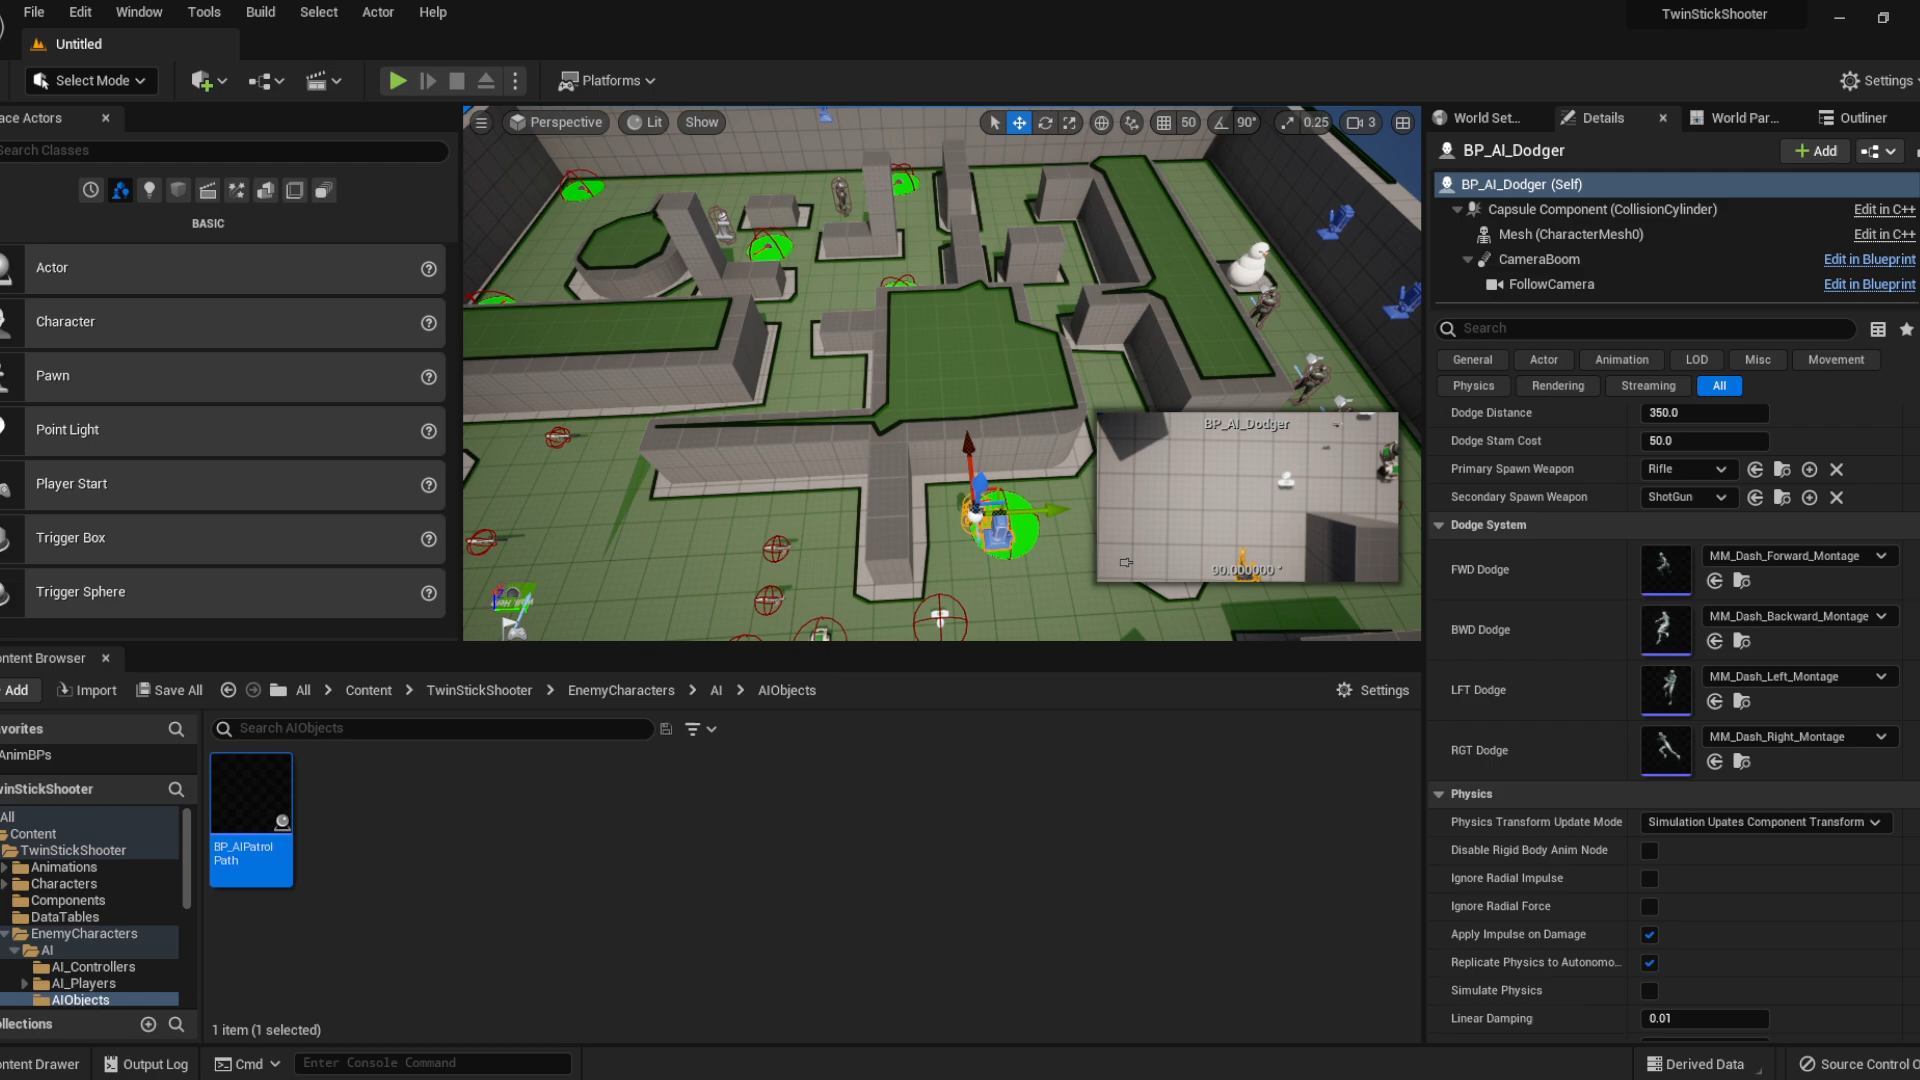 File Edit Window Tools Build Select Actor Help
TwinStickShooter
Untitled
Select Mode
Platforms
Settings
ace Actors
Search Classes
BASIC
Actor
Character
Pawn
Point Light
Player Start
Trigger Box
Trigger Sphere
Perspective
Lit
Show
50
90°
0.25
3
BP_AI_Dodger
90.000000 °
World Set...
Details
World Par...
Outliner
BP_AI_Dodger
Add
BP_AI_Dodger (Self)
Capsule Component (CollisionCylinder) Edit in C++
Mesh (CharacterMesh0) Edit in C++
CameraBoom Edit in Blueprint
FollowCamera Edit in Blueprint
Search
General Actor Animation LOD Misc Movement
Physics Rendering Streaming All
Dodge Distance 350.0
Dodge Stam Cost 50.0
Primary Spawn Weapon Rifle
Secondary Spawn Weapon ShotGun
Dodge System
FWD Dodge MM_Dash_Forward_Montage
BWD Dodge MM_Dash_Backward_Montage
LFT Dodge MM_Dash_Left_Montage
RGT Dodge MM_Dash_Right_Montage
Physics
Physics Transform Update Mode Simulation Upates Component Transform
Disable Rigid Body Anim Node
Ignore Radial Impulse
Ignore Radial Force
Apply Impulse on Damage
Replicate Physics to Autonomo...
Simulate Physics
Linear Damping 0.01
ontent Browser
Add Import Save All All Content TwinStickShooter EnemyCharacters AI AIObjects Settings
avorites
AnimBPs
winStickShooter
All
Content
TwinStickShooter
Animations
Characters
Components
DataTables
EnemyCharacters
AI
AI_Controllers
AI_Players
AIObjects
ollections
Search AIObjects
BP_AIPatrol
Path
1 item (1 selected)
ontent Drawer Output Log Cmd Enter Console Command Derived Data Source Control O